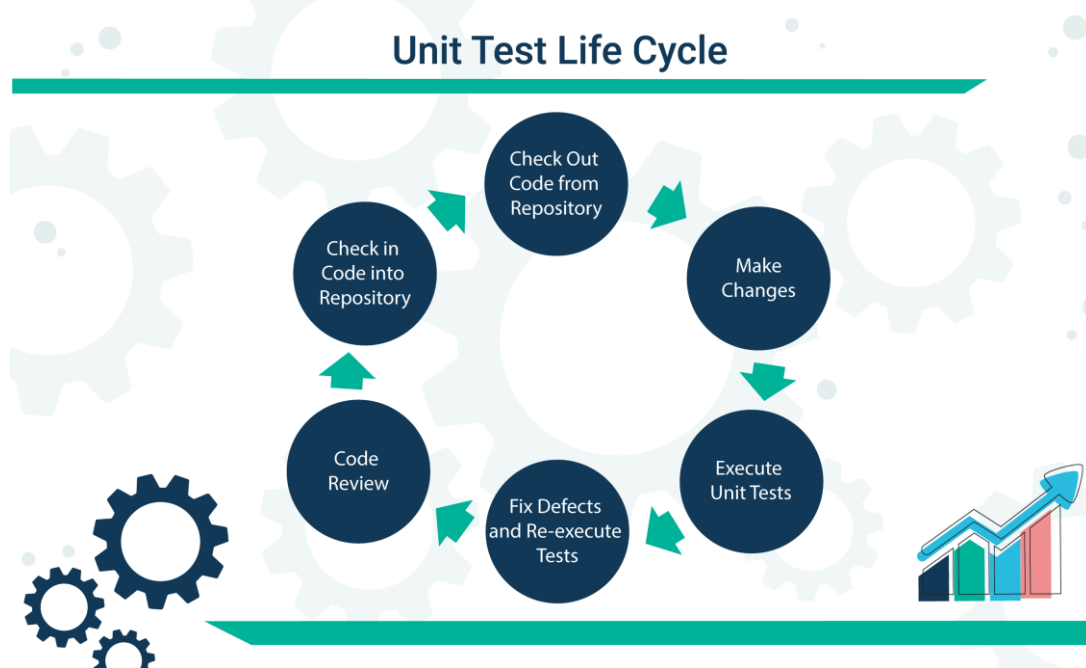 Unit Test Life Cycle
Check Out
Code from
Repository
Make
Changes
Execute
Unit Tests
Fix Defects
and Re-execute
Tests
Code
Review
Check in
Code into
Repository